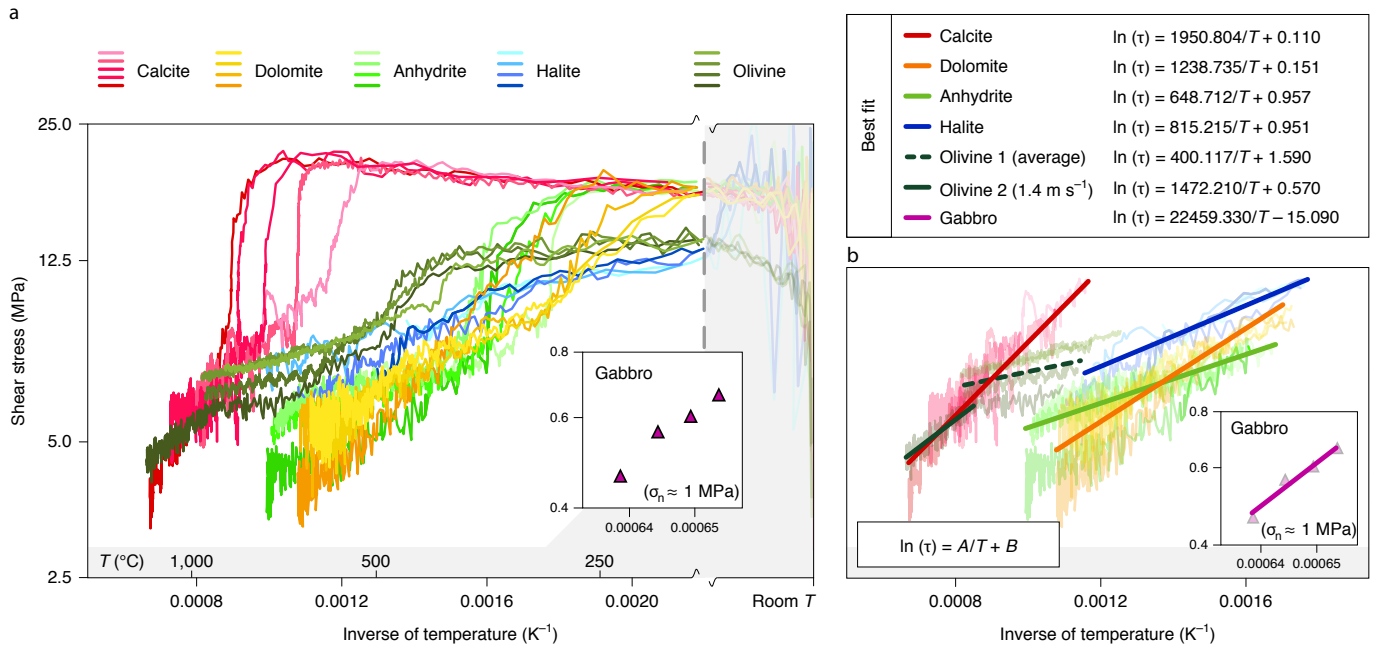 a
Calcite
Dolomite
Anhydrite
Halite
Olivine
25.0
12.5
5.0
2.5
Shear stress (MPa)
T (°C)
1,000
500
250
0.0008
0.0012
0.0016
0.0020
Room T
Inverse of temperature (K⁻¹)
Gabbro
0.8
0.6
0.4
(σₙ ≈ 1 MPa)
0.00064
0.00065
Best fit
Calcite ln (τ) = 1950.804/T + 0.110
Dolomite ln (τ) = 1238.735/T + 0.151
Anhydrite ln (τ) = 648.712/T + 0.957
Halite ln (τ) = 815.215/T + 0.951
Olivine 1 (average) ln (τ) = 400.117/T + 1.590
Olivine 2 (1.4 m s⁻¹) ln (τ) = 1472.210/T + 0.570
Gabbro ln (τ) = 22459.330/T − 15.090
b
Gabbro
0.8
0.6
0.4
(σₙ ≈ 1 MPa)
0.00064
0.00065
ln (τ) = A/T + B
0.0008
0.0012
0.0016
Inverse of temperature (K⁻¹)